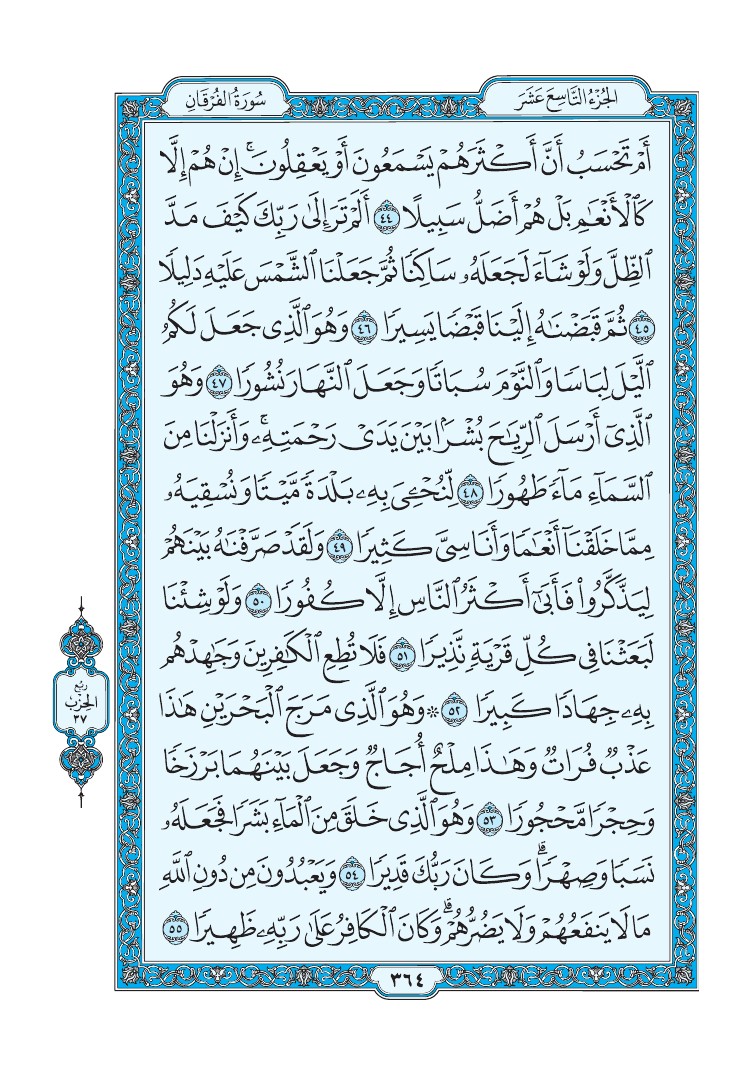 الجُزْءُ التَّاسِعَ عَشَرَ
سُورَةُ الفُرْقَانِ
أَمْ تَحْسَبُ أَنَّ أَكْثَرَهُمْ يَسْمَعُونَ أَوْ يَعْقِلُونَ ۚ إِنْ هُمْ إِلَّا
كَٱلْأَنْعَٰمِ بَلْ هُمْ أَضَلُّ سَبِيلًا ٤٤ أَلَمْ تَرَ إِلَىٰ رَبِّكَ كَيْفَ مَدَّ
ٱلظِّلَّ وَلَوْ شَآءَ لَجَعَلَهُۥ سَاكِنًا ثُمَّ جَعَلْنَا ٱلشَّمْسَ عَلَيْهِ دَلِيلًا
٤٥ ثُمَّ قَبَضْنَٰهُ إِلَيْنَا قَبْضًا يَسِيرًا ٤٦ وَهُوَ ٱلَّذِى جَعَلَ لَكُمُ
ٱلَّيْلَ لِبَاسًا وَٱلنَّوْمَ سُبَاتًا وَجَعَلَ ٱلنَّهَارَ نُشُورًا ٤٧ وَهُوَ
ٱلَّذِىٓ أَرْسَلَ ٱلرِّيَٰحَ بُشْرًۢا بَيْنَ يَدَىْ رَحْمَتِهِۦ ۚ وَأَنزَلْنَا مِنَ
ٱلسَّمَآءِ مَآءً طَهُورًا ٤٨ لِّنُحْـِۧىَ بِهِۦ بَلْدَةً مَّيْتًا وَنُسْقِيَهُۥ
مِمَّا خَلَقْنَآ أَنْعَٰمًا وَأَنَاسِىَّ كَثِيرًا ٤٩ وَلَقَدْ صَرَّفْنَٰهُ بَيْنَهُمْ
لِيَذَّكَّرُوا۟ فَأَبَىٰٓ أَكْثَرُ ٱلنَّاسِ إِلَّا كُفُورًا ٥٠ وَلَوْ شِئْنَا
لَبَعَثْنَا فِى كُلِّ قَرْيَةٍ نَّذِيرًا ٥١ فَلَا تُطِعِ ٱلْكَٰفِرِينَ وَجَٰهِدْهُم
بِهِۦ جِهَادًا كَبِيرًا ٥٢ ۞ وَهُوَ ٱلَّذِى مَرَجَ ٱلْبَحْرَيْنِ هَٰذَا
عَذْبٌ فُرَاتٌ وَهَٰذَا مِلْحٌ أُجَاجٌ وَجَعَلَ بَيْنَهُمَا بَرْزَخًا
وَحِجْرًا مَّحْجُورًا ٥٣ وَهُوَ ٱلَّذِى خَلَقَ مِنَ ٱلْمَآءِ بَشَرًا فَجَعَلَهُۥ
نَسَبًا وَصِهْرًا ۗ وَكَانَ رَبُّكَ قَدِيرًا ٥٤ وَيَعْبُدُونَ مِن دُونِ ٱللَّهِ
مَا لَا يَنفَعُهُمْ وَلَا يَضُرُّهُمْ ۗ وَكَانَ ٱلْكَافِرُ عَلَىٰ رَبِّهِۦ ظَهِيرًا ٥٥
رُبْع
الحِزْبِ
٣٧
٣٦٤